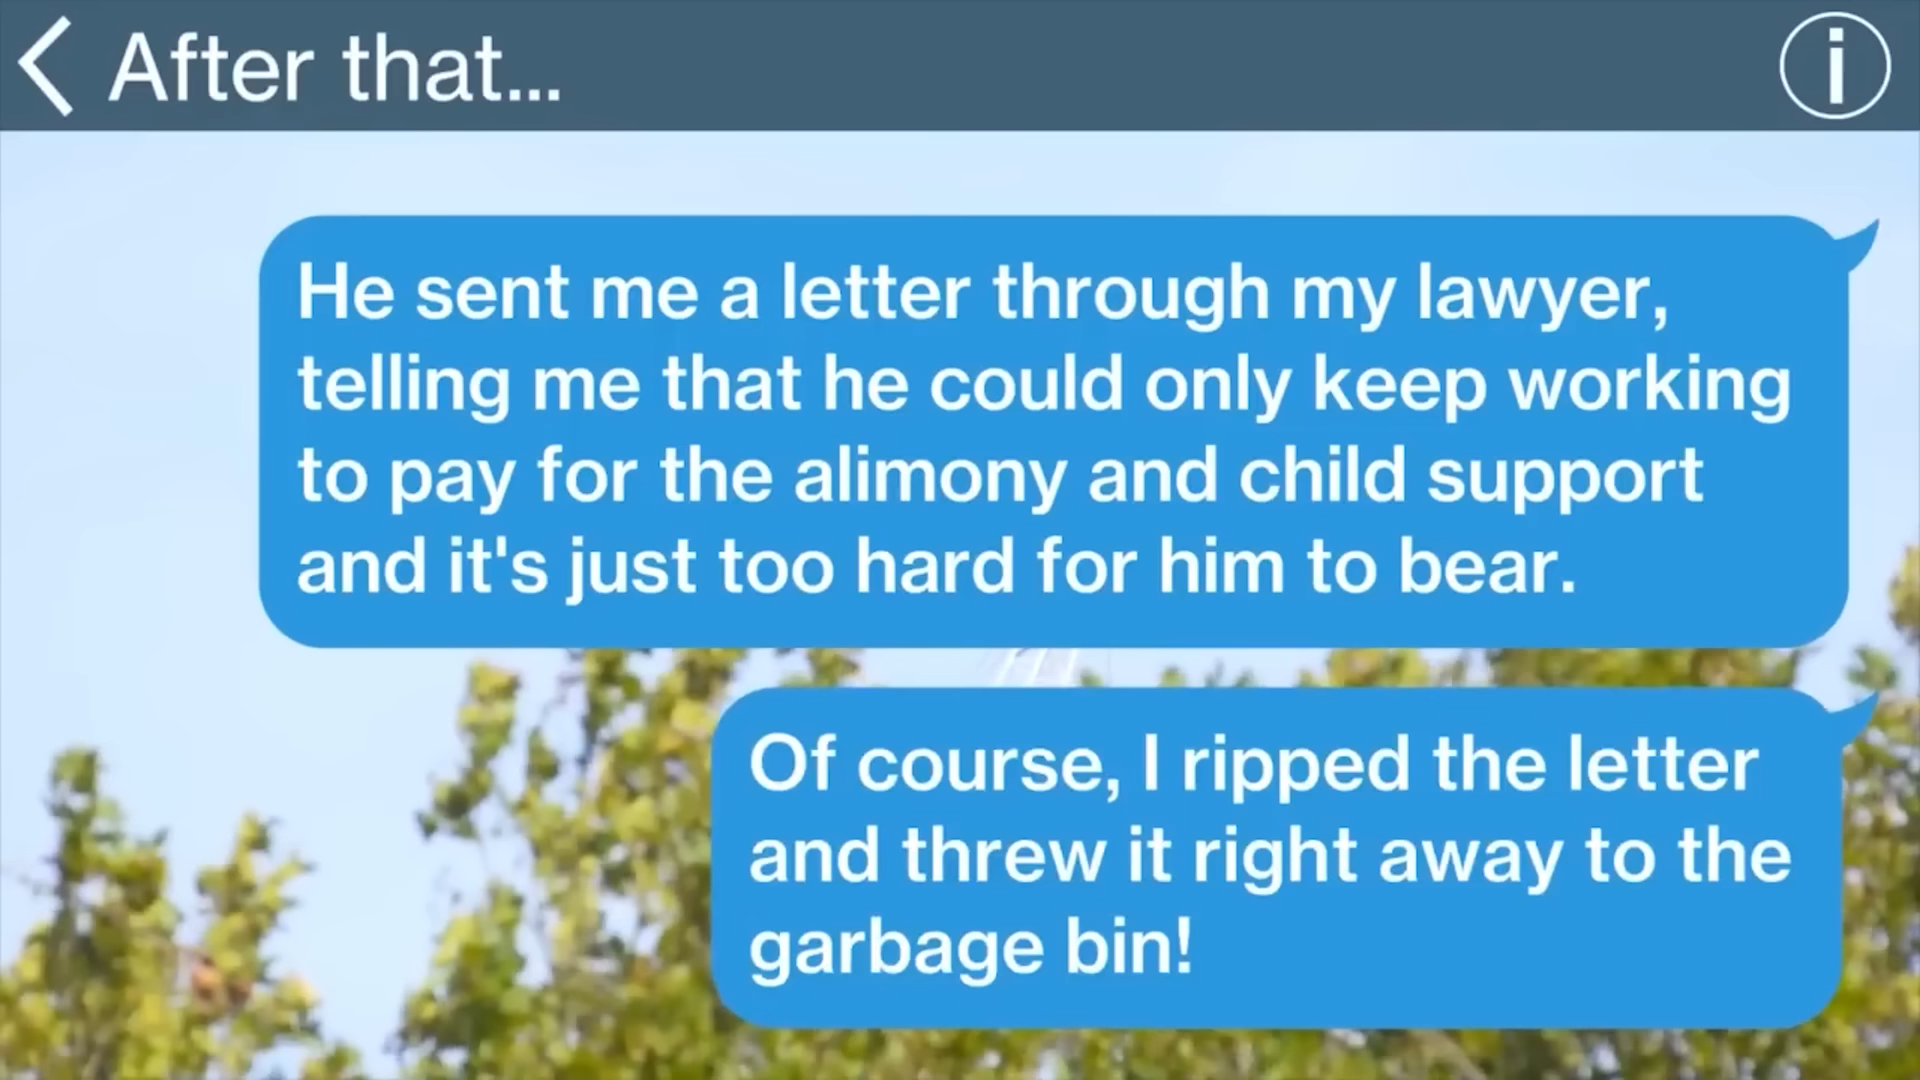 After that...
He sent me a letter through my lawyer,
telling me that he could only keep working
to pay for the alimony and child support
and it's just too hard for him to bear.
Of course, I ripped the letter
and threw it right away to the
garbage bin!